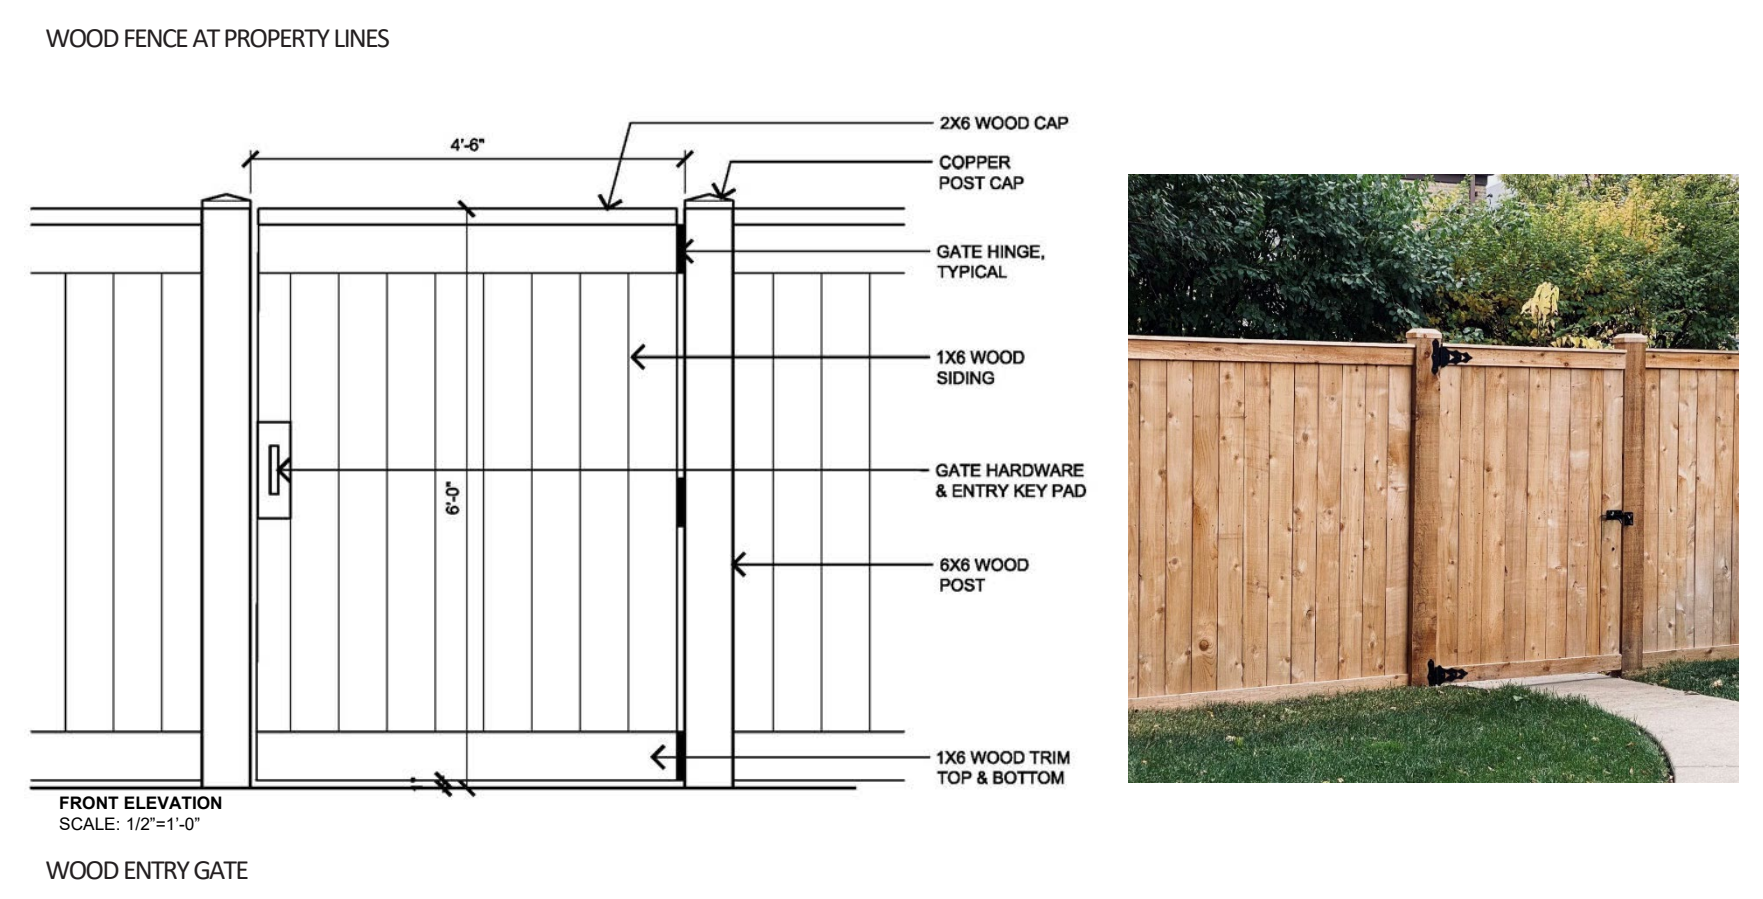 WOOD FENCE AT PROPERTY LINES
4'-6"
2X6 WOOD CAP
COPPER
POST CAP
GATE HINGE,
TYPICAL
1X6 WOOD
SIDING
GATE HARDWARE
& ENTRY KEY PAD
6'-0"
6X6 WOOD
POST
1X6 WOOD TRIM
TOP & BOTTOM
1"
FRONT ELEVATION
SCALE: 1/2"=1'-0"
WOOD ENTRY GATE